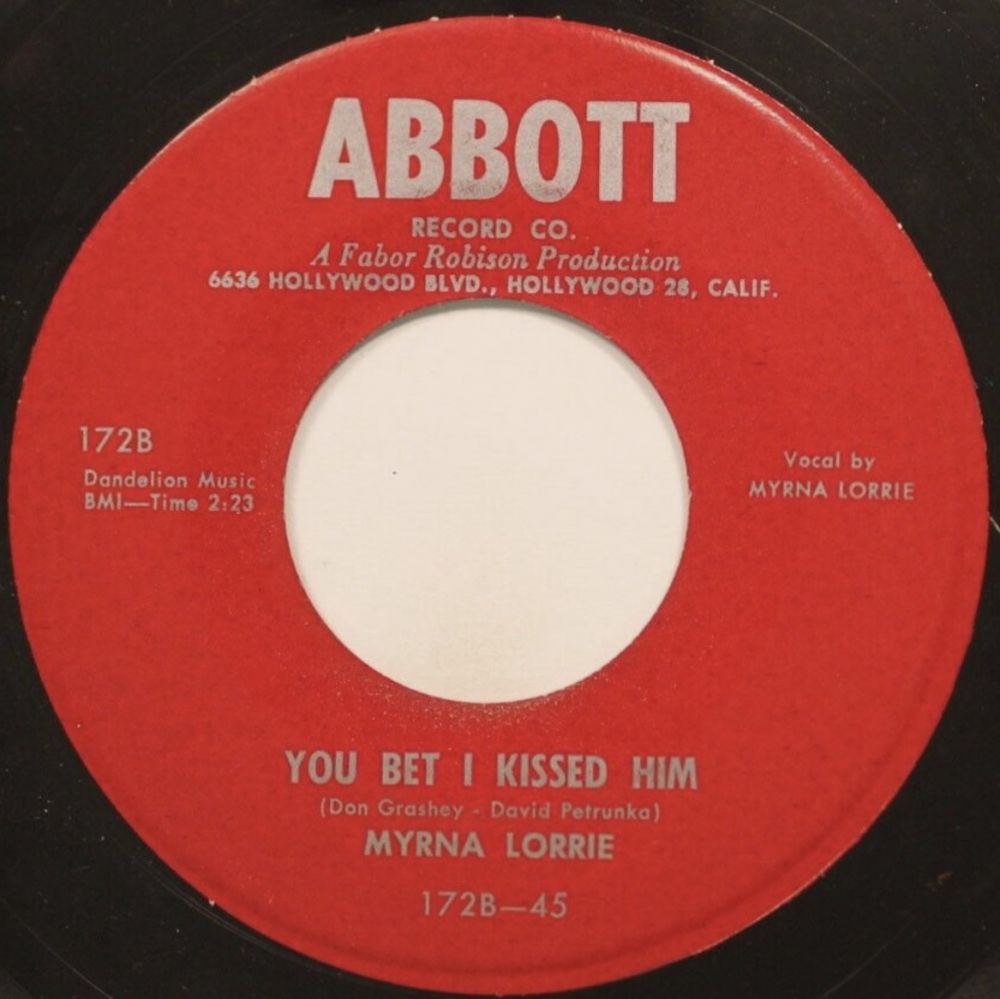 ABBOTT
RECORD CO.
A Fabor Robison Production
6636 HOLLYWOOD BLVD., HOLLYWOOD 28, CALIF.
172B
Dandelion Music
BMI—Time 2:23
Vocal by
MYRNA LORRIE
YOU BET I KISSED HIM
(Don Grashey - David Petrunka)
MYRNA LORRIE
172B—45